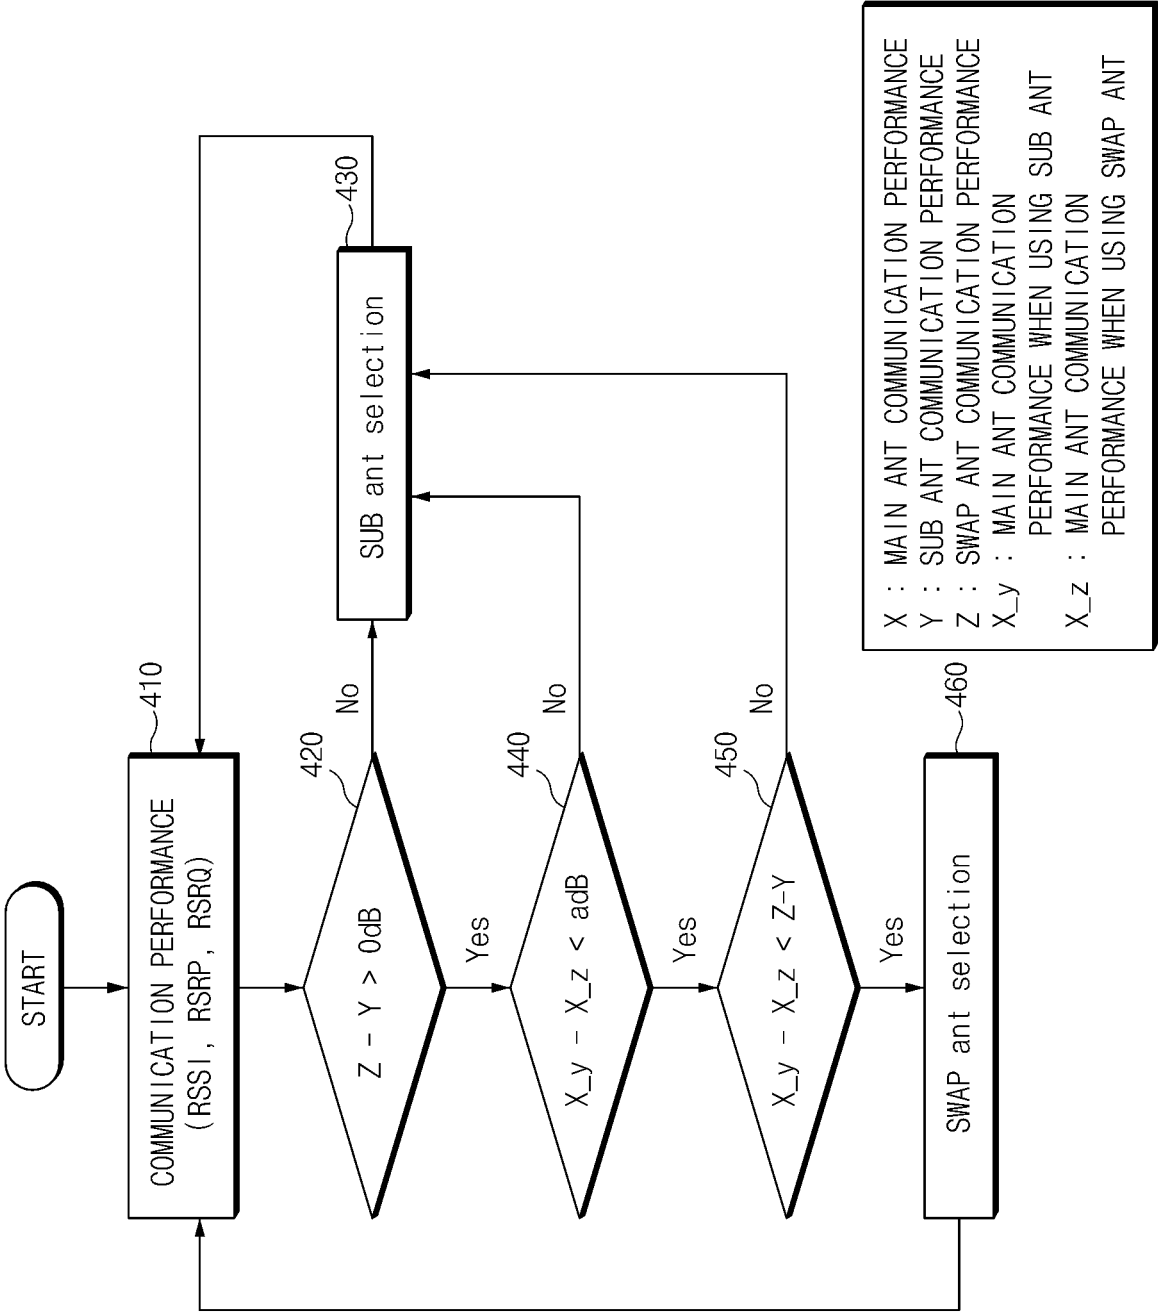 START
410
COMMUNICATION PERFORMANCE
(RSSI, RSRP, RSRQ)
420
Z - Y > 0dB
No
Yes
430
SUB ant selection
440
X_y - X_z < adB
No
Yes
450
X_y - X_z < Z-Y
No
Yes
460
SWAP ant selection
X : MAIN ANT COMMUNICATION PERFORMANCE
Y : SUB ANT COMMUNICATION PERFORMANCE
Z : SWAP ANT COMMUNICATION PERFORMANCE
X_y : MAIN ANT COMMUNICATION
PERFORMANCE WHEN USING SUB ANT
X_z : MAIN ANT COMMUNICATION
PERFORMANCE WHEN USING SWAP ANT